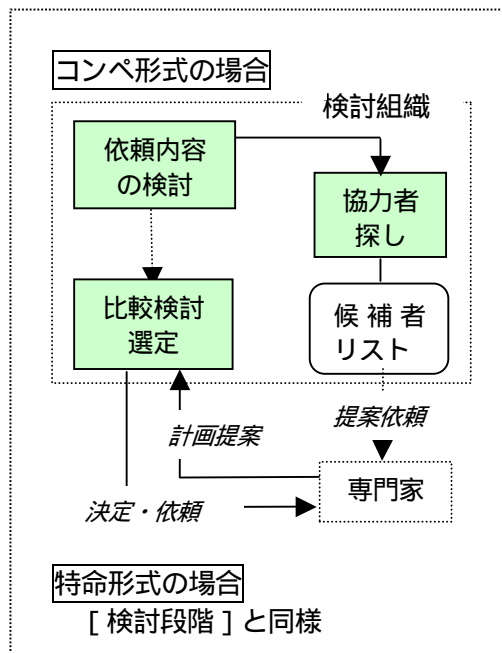 コンペ形式の場合
検討組織
依頼内容
の検討
協力者
探し
比較検討
選定
候補者
リスト
計画提案
提案依頼
専門家
決定・依頼
特命形式の場合
[検討段階]と同様